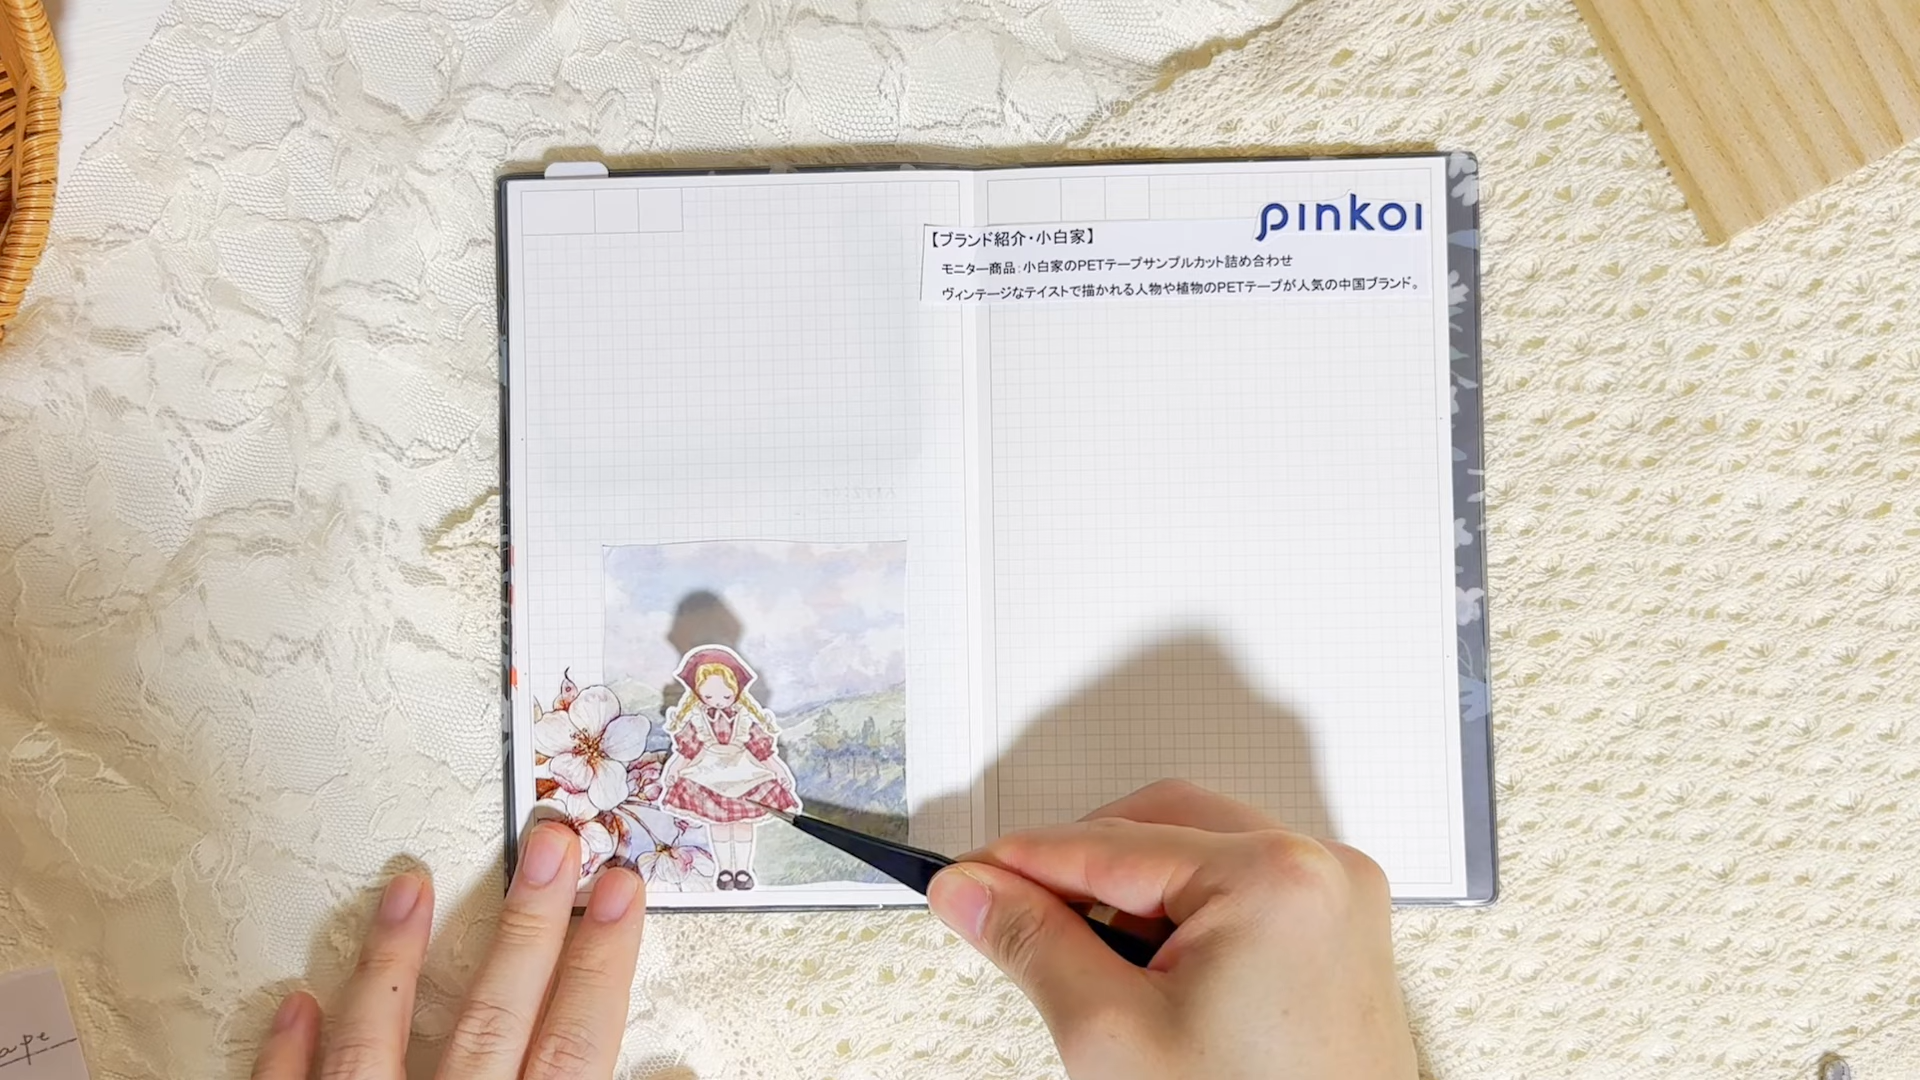 pinkoi
【ブランド紹介・小白家】
モニター商品：小白家のPETテープサンプルカット詰め合わせ
ヴィンテージなテイストで描かれる人物や植物のPETテープが人気の中国ブランド。
ape